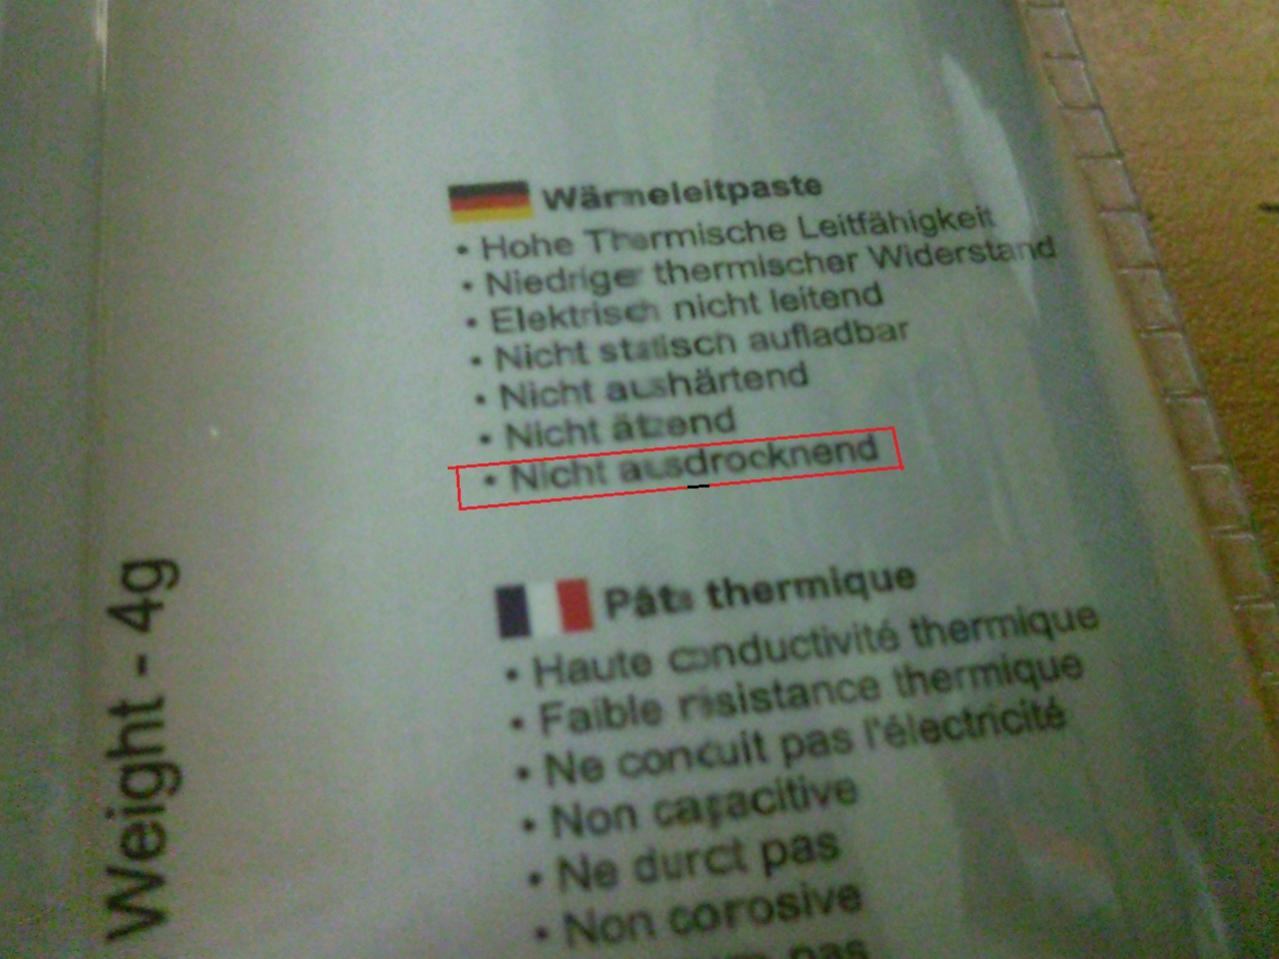 Wärmeleitpaste
• Hohe Thermische Leitfähigkeit
• Niedriger thermischer Widerstand
• Elektrisch nicht leitend
• Nicht statisch aufladbar
• Nicht aushärtend
• Nicht ätzend
• Nicht ausdrocknend
Pâte thermique
• Haute conductivité thermique
• Faible résistance thermique
• Ne conduit pas l'électricité
• Non capacitive
• Ne durcit pas
• Non corosive
pas
Weight - 4g